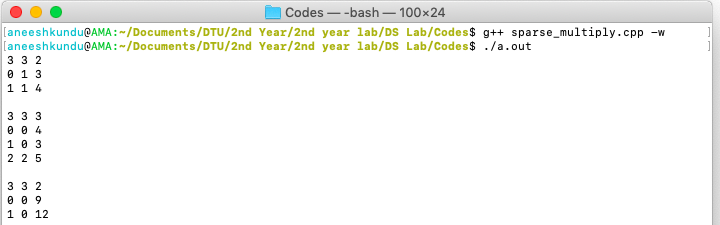 Codes — -bash — 100×24
[aneeshkundu@AMA:~/Documents/DTU/2nd Year/2nd year lab/DS Lab/Codes$ g++ sparse_multiply.cpp -w ]
[aneeshkundu@AMA:~/Documents/DTU/2nd Year/2nd year lab/DS Lab/Codes$ ./a.out ]
3 3 2
0 1 3
1 1 4
3 3 3
0 0 4
1 0 3
2 2 5
3 3 2
0 0 9
1 0 12